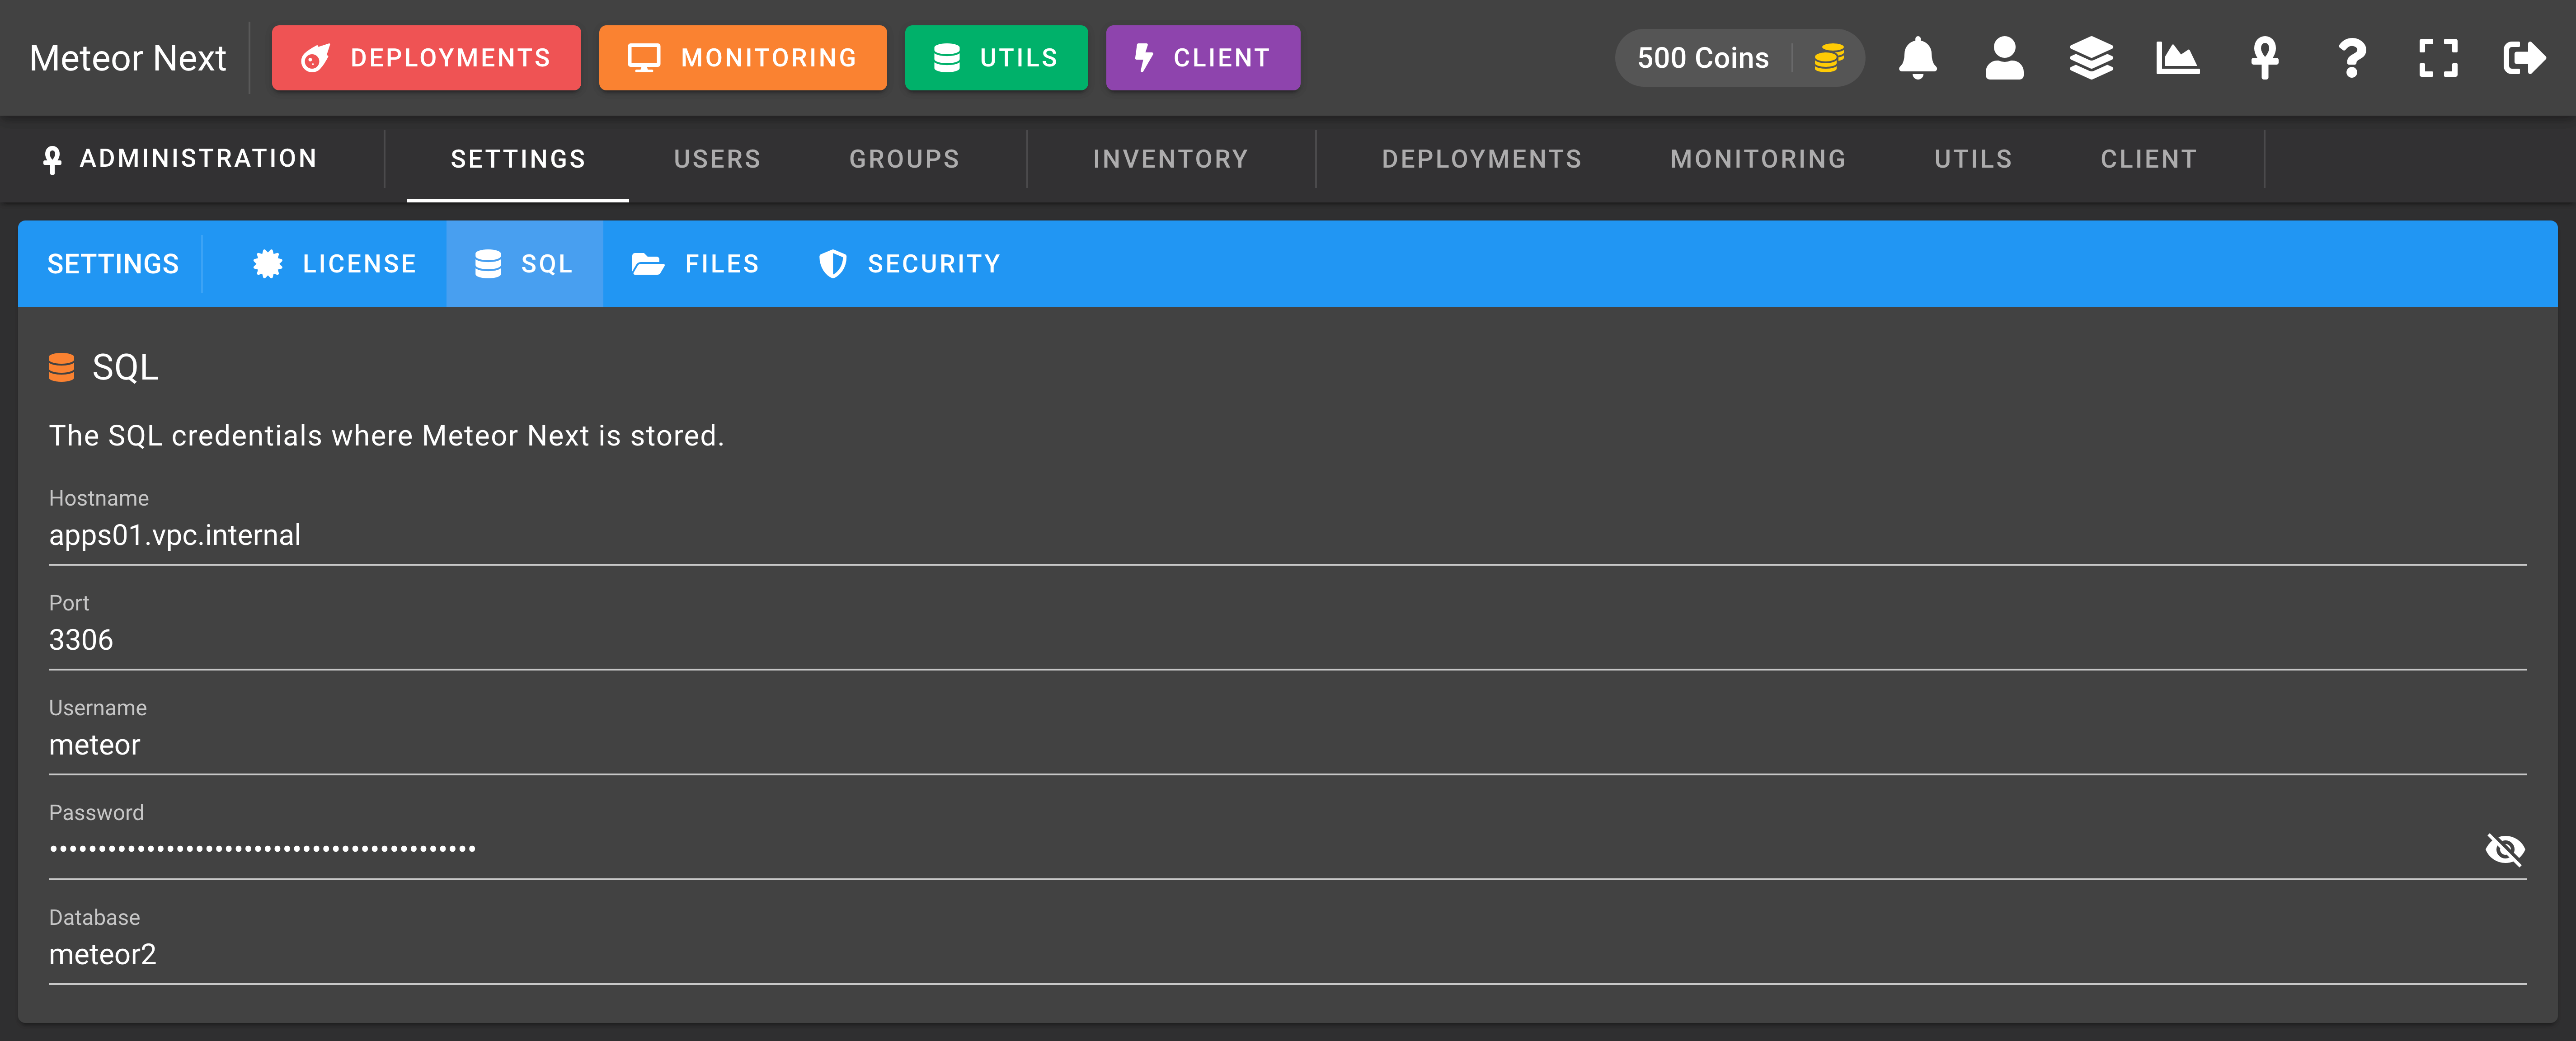 Meteor Next DEPLOYMENTS MONITORING UTILS CLIENT 500 Coins
ADMINISTRATION SETTINGS USERS GROUPS INVENTORY DEPLOYMENTS MONITORING UTILS CLIENT
SETTINGS LICENSE SQL FILES SECURITY
SQL
The SQL credentials where Meteor Next is stored.
Hostname
apps01.vpc.internal
Port
3306
Username
meteor
Password
Database
meteor2